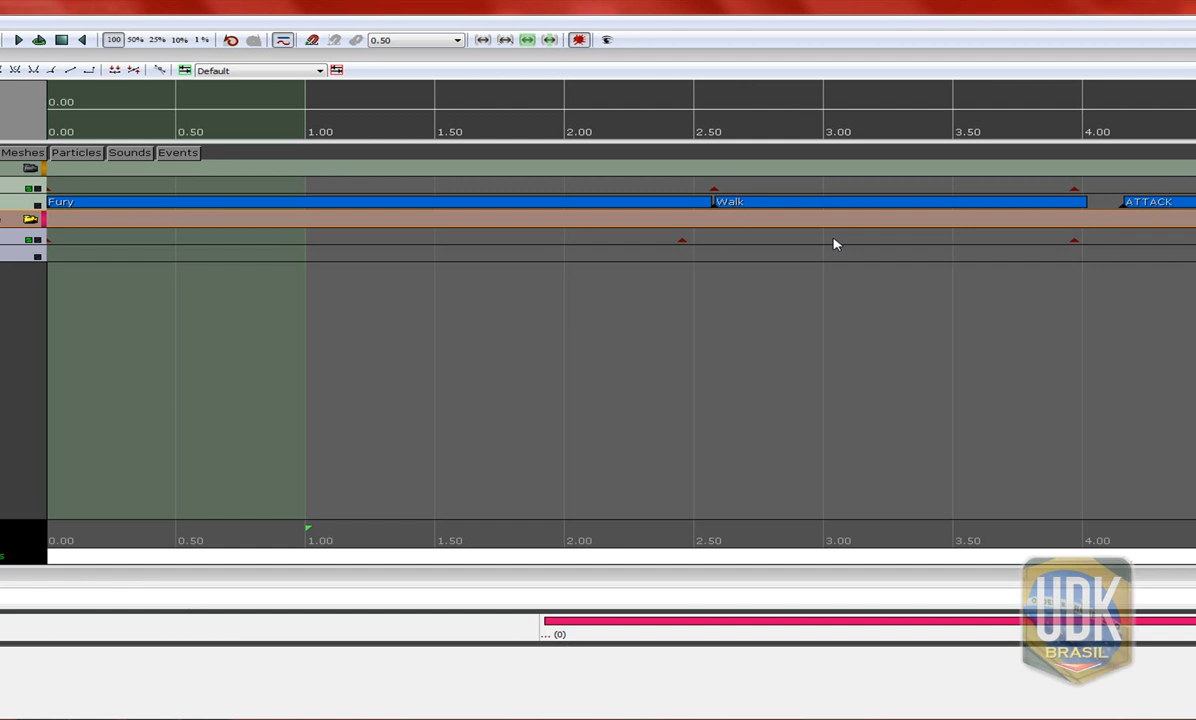 100 50% 25% 10% 1% 0.50
Default
0.00
0.00 0.50 1.00 1.50 2.00 2.50 3.00 3.50 4.00
Meshes Particles Sounds Events
Fury Walk ATTACK
0.00 0.50 1.00 1.50 2.00 2.50 3.00 3.50 4.00
s
... (0)
UDK
BRASIL